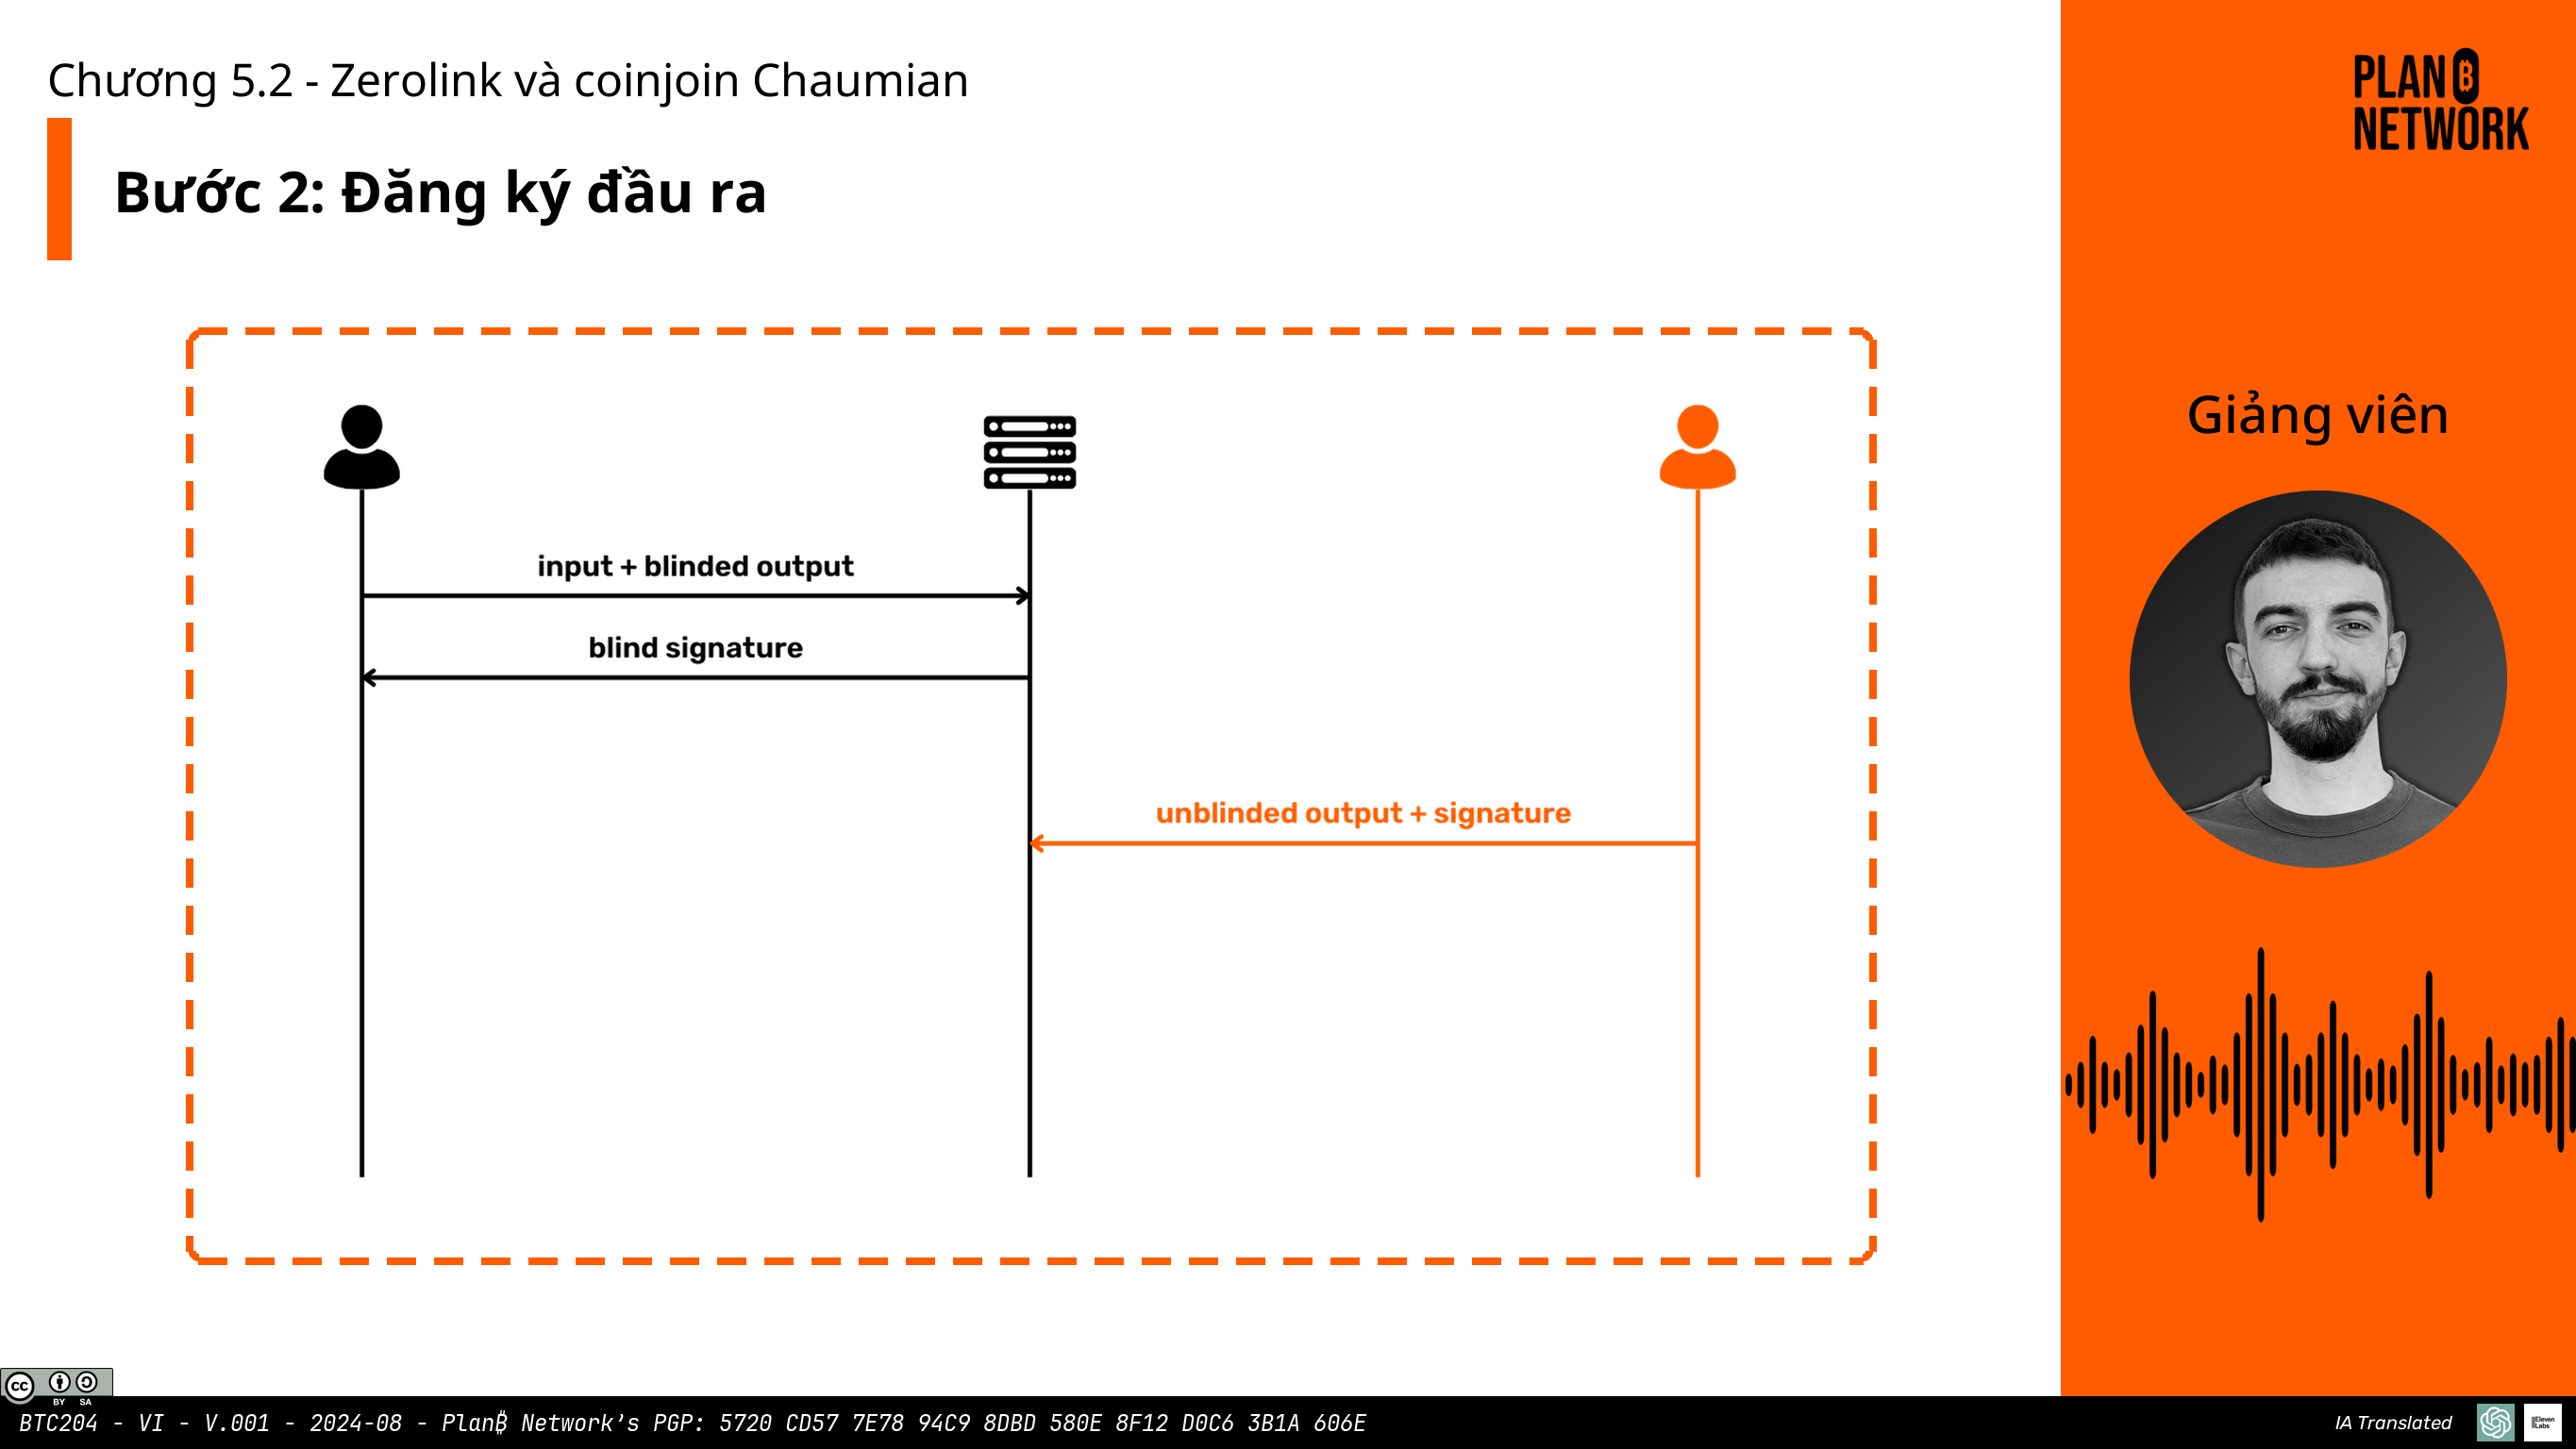 Chương 5.2 - Zerolink và coinjoin Chaumian
Bước 2: Đăng ký đầu ra
input + blinded output
blind signature
unblinded output + signature
PLAN B
NETWORK
Giảng viên
CC BY SA
BTC204 - VI - V.001 - 2024-08 - Plan₿ Network's PGP: 5720 CD57 7E78 94C9 8DBD 580E 8F12 D0C6 3B1A 606E
IA Translated
ElevenLabs